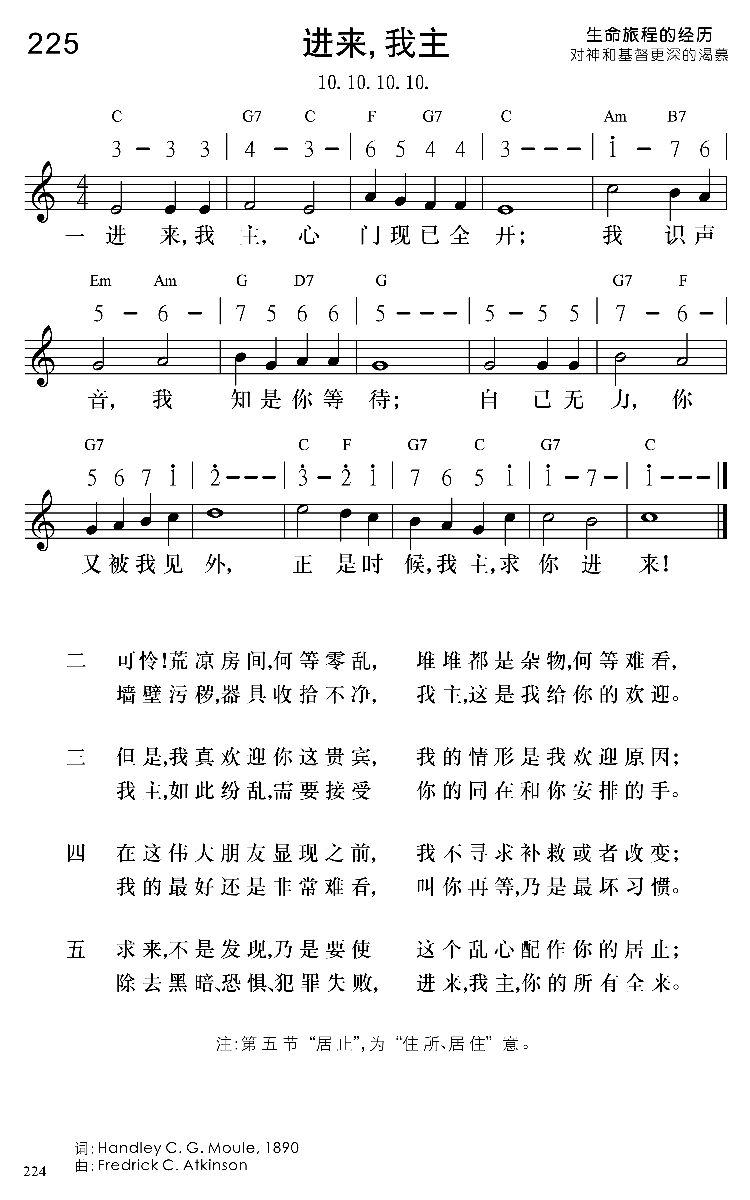 225 进来,我主 生命旅程的经历
对神和基督更深的渴慕
10. 10. 10. 10.
C G7 C F G7 C Am B7
3 - 3 3 | 4 - 3 - | 6 5 4 4 | 3 - - - | i - 7 6 |
一 进 来,我 主, 心 门 现 已 全 开; 我 识 声
Em Am G D7 G G7 F
5 - 6 - | 7 5 6 6 | 5 - - - | 5 - 5 5 | 7 - 6 - |
音, 我 知 是 你 等 待; 自 己 无 力, 你
G7 C F G7 C G7 C
5 6 7 i | 2̇ - - - | 3̇ - 2̇ i | 7 6 5 i | i - 7 - | i - - - ‖
又 被 我 见 外, 正 是 时 候,我 主,求 你 进 来!
二 可怜!荒凉房间,何等零乱, 堆堆都是杂物,何等难看,
墙壁污秽,器具收拾不净, 我主,这是我给你的欢迎。
三 但是,我真欢迎你这贵宾, 我的情形是我欢迎原因;
我主,如此纷乱,需要接受 你的同在和你安排的手。
四 在这伟大朋友显现之前, 我不寻求补救或者改变;
我的最好还是非常难看, 叫你再等,乃是最坏习惯。
五 求来,不是发现,乃是要使 这个乱心配作你的居止;
除去黑暗、恐惧、犯罪失败, 进来,我主,你的所有全来。
注:第五节“居止”,为“住所、居住”意。
词: Handley C. G. Moule, 1890
曲: Fredrick C. Atkinson
224